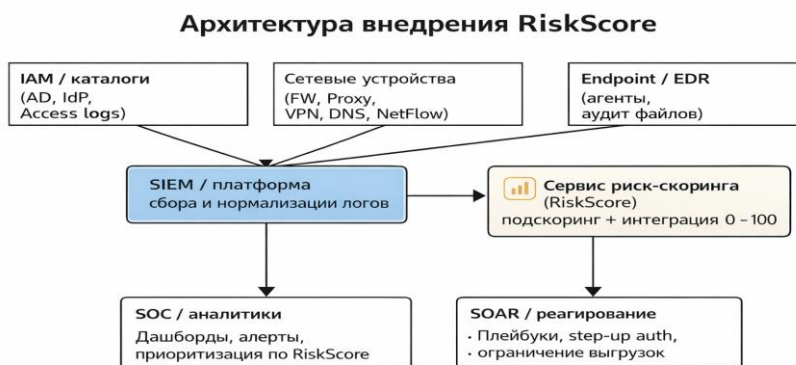 Архитектура внедрения RiskScore
IAM / каталоги
(AD, IdP,
Access logs)
Сетевые устройства
(FW, Proxy,
VPN, DNS, NetFlow)
Endpoint / EDR
(агенты,
аудит файлов)
SIEM / платформа
сбора и нормализации логов
Сервис риск-скоринга
(RiskScore)
подскоринг + интеграция 0 – 100
SOC / аналитики
Дашборды, алерты,
приоритизация по RiskScore
SOAR / реагирование
· Плейбуки, step-up auth,
· ограничение выгрузок